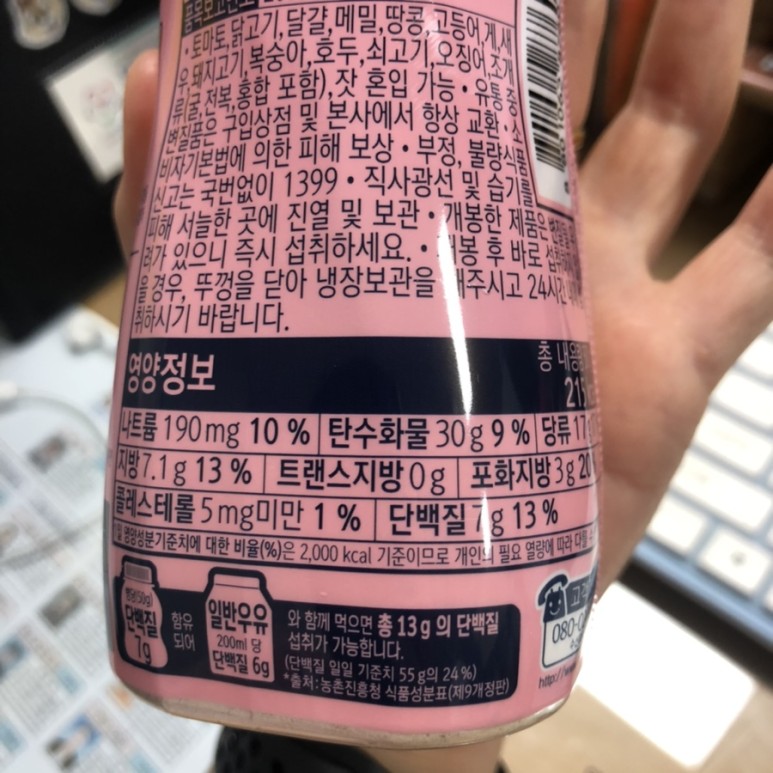 · 토마토,닭고기,달걀,메밀,땅콩,고등어,게,새
우,돼지고기,복숭아,호두,쇠고기,오징어,조개
류(굴,전복,홍합 포함),잣 혼입 가능 · 유통 중
변질품은 구입상점 및 본사에서 항상 교환 · 소
비자기본법에 의한 피해 보상 · 부정, 불량식품
신고는 국번없이 1399 · 직사광선 및 습기를
피해 서늘한 곳에 진열 및 보관 · 개봉한 제품은 변질될
려가 있으니 즉시 섭취하세요. · 개봉 후 바로
을 경우, 뚜껑을 닫아 냉장보관을 해주시고 24시간
취하시기 바랍니다.
영양정보
총 내용
나트륨 190mg 10 % 탄수화물 30g 9 % 당류 17
지방 7.1g 13 % 트랜스지방 0g 포화지방 3g 20
콜레스테롤 5mg미만 1 % 단백질 7g 13 %
1일 영양성분기준치에 대한 비율(%)은 2,000 kcal 기준이므로 개인의 필요 열량에 따라 다를
단백질
7g
함유
되어
일반우유
200ml 당
단백질 6g
와 함께 먹으면 총 13g 의 단백질
섭취가 가능합니다.
(단백질 일일 기준치 55g의 24%)
*출처: 농촌진흥청 식품성분표(제9개정판)
080-
http://